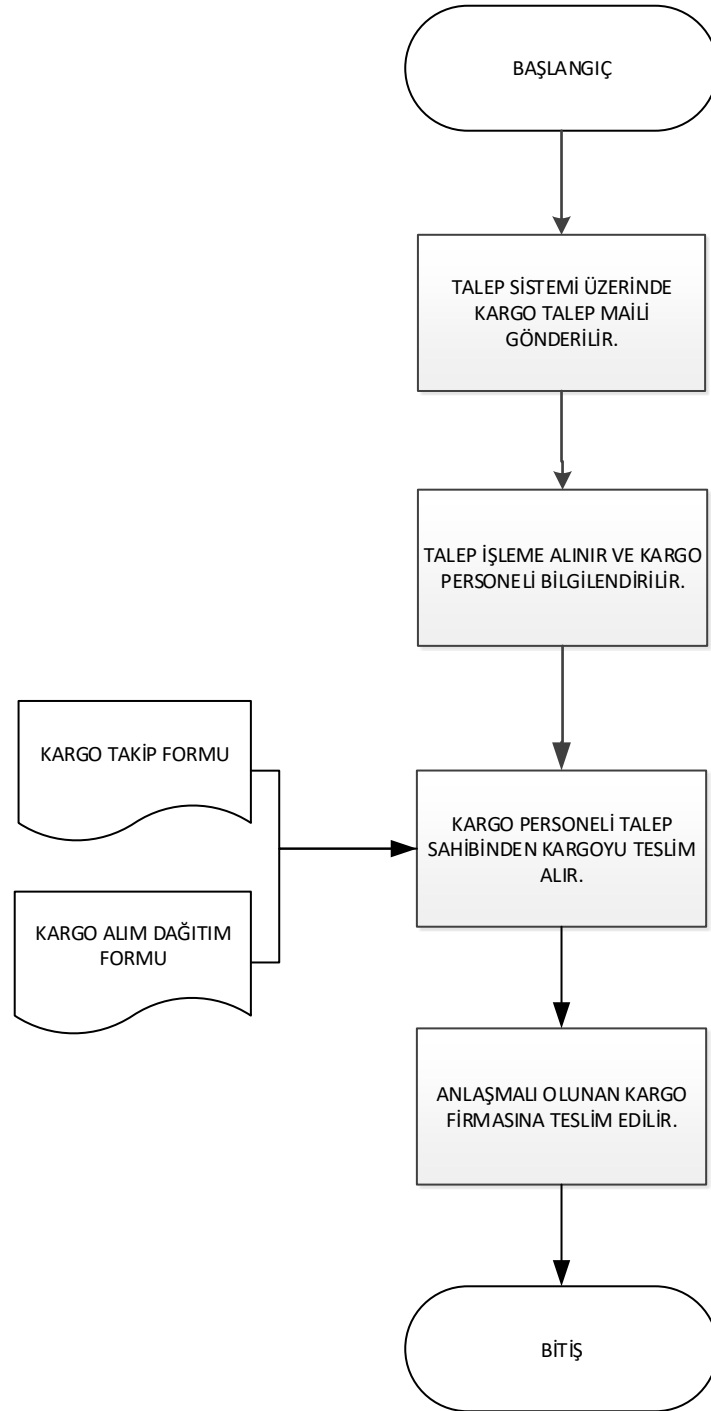 BAŞLANGIÇ
TALEP SİSTEMİ ÜZERİNDE
KARGO TALEP MAİLİ
GÖNDERİLİR.
TALEP İŞLEME ALINIR VE KARGO
PERSONELİ BİLGİLENDİRİLİR.
KARGO TAKİP FORMU
KARGO PERSONELİ TALEP
SAHİBİNDEN KARGOYU TESLİM
ALIR.
KARGO ALIM DAĞITIM
FORMU
ANLAŞMALI OLUNAN KARGO
FİRMASINA TESLİM EDİLİR.
BİTİŞ